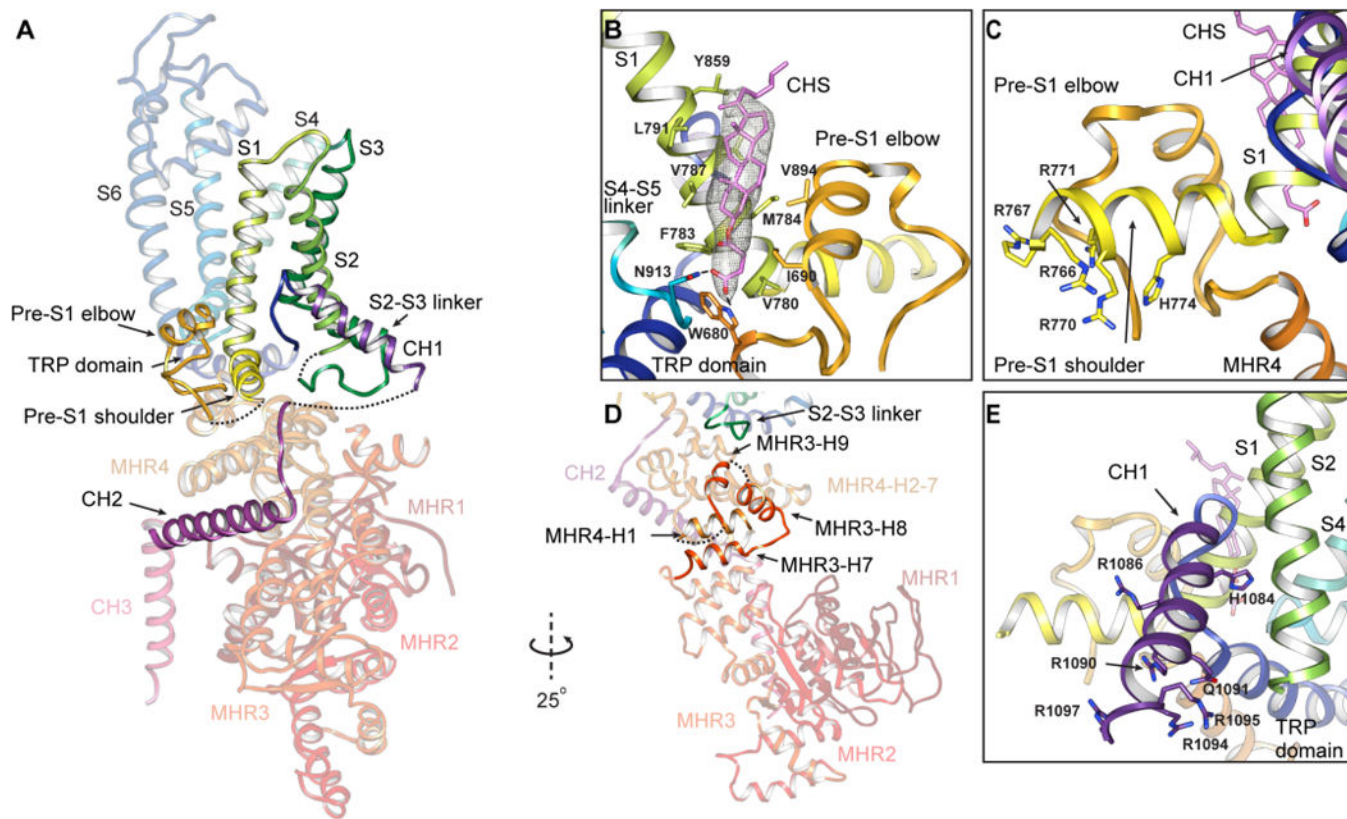 A
S4
S1
S3
S6
S5
S2
S2-S3 linker
Pre-S1 elbow
TRP domain
CH1
Pre-S1 shoulder
MHR4
CH2
MHR1
CH3
MHR2
MHR3
B
S1
Y859
CHS
L791
Pre-S1 elbow
S4-S5
linker
V787
V894
M784
F783
N913
I690
V780
W680
TRP domain
C
CHS
CH1
Pre-S1 elbow
S1
R771
R767
R766
R770
H774
Pre-S1 shoulder
MHR4
D
S2-S3 linker
MHR3-H9
CH2
MHR4-H2-7
MHR4-H1
MHR3-H8
MHR3-H7
MHR1
25°
MHR3
MHR2
E
S1
S2
CH1
S4
R1086
H1084
R1090
Q1091
R1097
R1095
R1094
TRP
domain